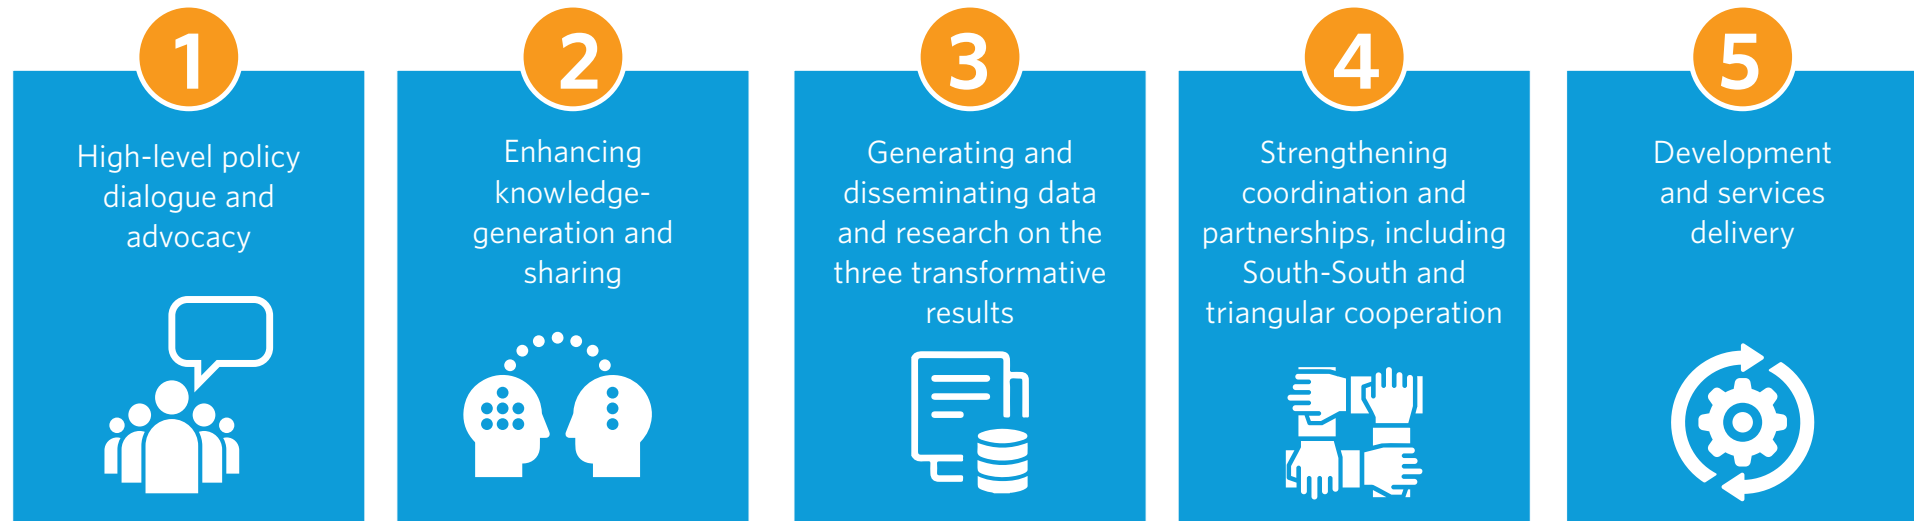 1
High-level policy
dialogue and
advocacy
2
Enhancing
knowledge-
generation and
sharing
3
Generating and
disseminating data
and research on the
three transformative
results
4
Strengthening
coordination and
partnerships, including
South-South and
triangular cooperation
5
Development
and services
delivery